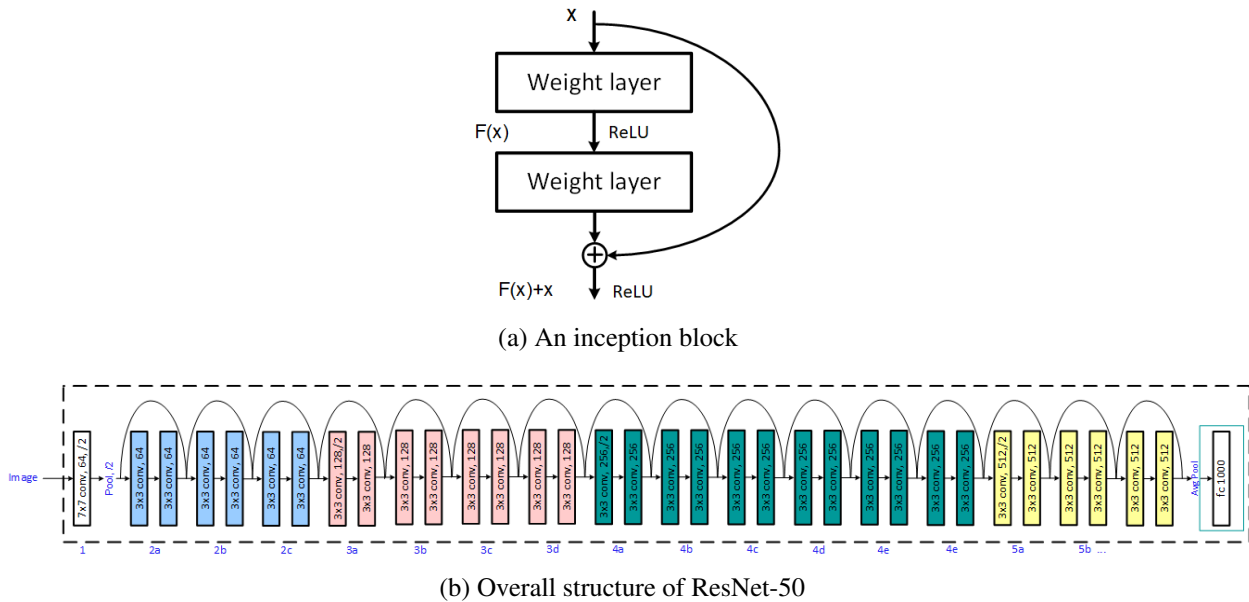 X
Weight layer
F(x) ReLU
Weight layer
F(x)+x ReLU
(a) An inception block
Image
7x7 conv, 64, /2
Pool, /2
3x3 conv, 64
3x3 conv, 64
3x3 conv, 64
3x3 conv, 64
3x3 conv, 64
3x3 conv, 64
3x3 conv, 128,/2
3x3 conv, 128
3x3 conv, 128
3x3 conv, 128
3x3 conv, 128
3x3 conv, 128
3x3 conv, 128
3x3 conv, 128
3x3 conv, 256,/2
3x3 conv, 256
3x3 conv, 256
3x3 conv, 256
3x3 conv, 256
3x3 conv, 256
3x3 conv, 256
3x3 conv, 256
3x3 conv, 256
3x3 conv, 256
3x3 conv, 256
3x3 conv, 256
3x3 conv, 512,/2
3x3 conv, 512
3x3 conv, 512
3x3 conv, 512
3x3 conv, 512
3x3 conv, 512
Avg Pool
fc 1000
1 2a 2b 2c 3a 3b 3c 3d 4a 4b 4c 4d 4e 4e 5a 5b ...
(b) Overall structure of ResNet-50